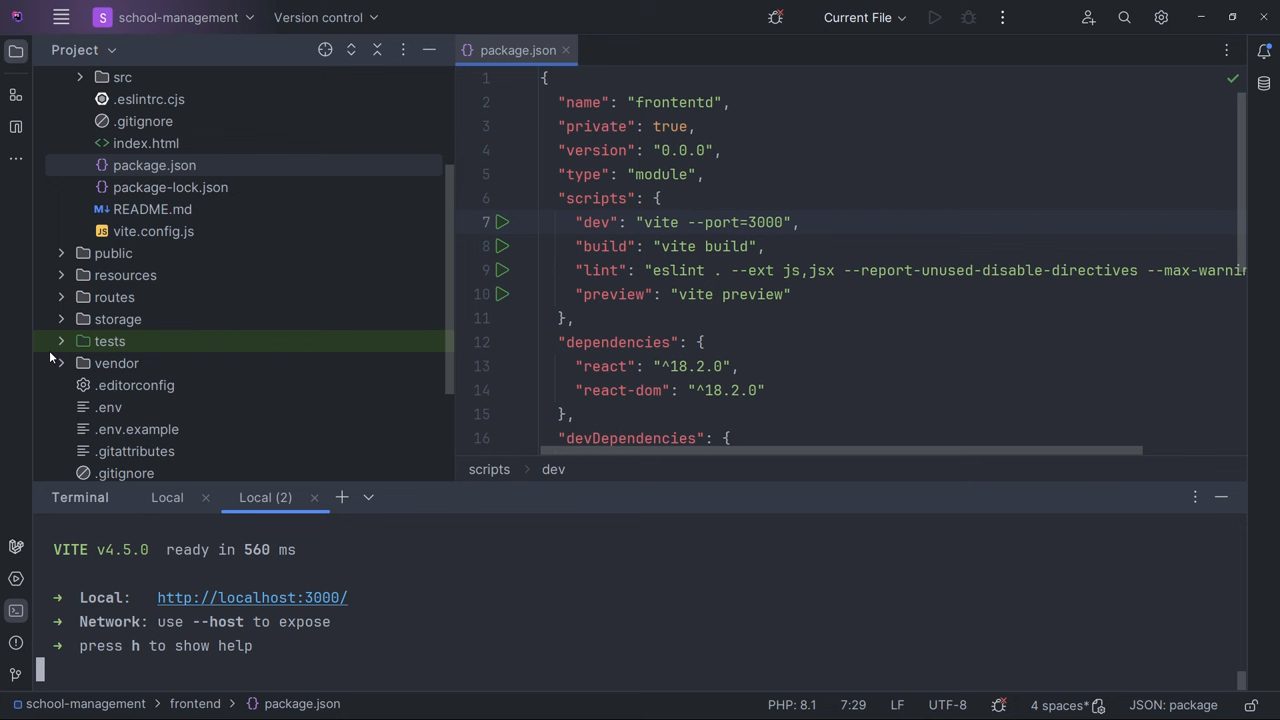 S school-management Version control Current File
Project
package.json
src
.eslintrc.cjs
.gitignore
<> index.html
{} package.json
{} package-lock.json
M↓ README.md
JS vite.config.js
public
resources
routes
storage
tests
vendor
.editorconfig
.env
.env.example
.gitattributes
.gitignore
1 {
2 "name": "frontentd",
3 "private": true,
4 "version": "0.0.0",
5 "type": "module",
6 "scripts": {
7 "dev": "vite --port=3000",
8 "build": "vite build",
9 "lint": "eslint . --ext js,jsx --report-unused-disable-directives --max-warnin
10 "preview": "vite preview"
11 },
12 "dependencies": {
13 "react": "^18.2.0",
14 "react-dom": "^18.2.0"
15 },
16 "devDependencies": {
scripts > dev
Terminal Local Local (2)
VITE v4.5.0 ready in 560 ms
➜ Local: http://localhost:3000/
➜ Network: use --host to expose
➜ press h to show help
school-management > frontend > {} package.json PHP: 8.1 7:29 LF UTF-8 4 spaces* JSON: package